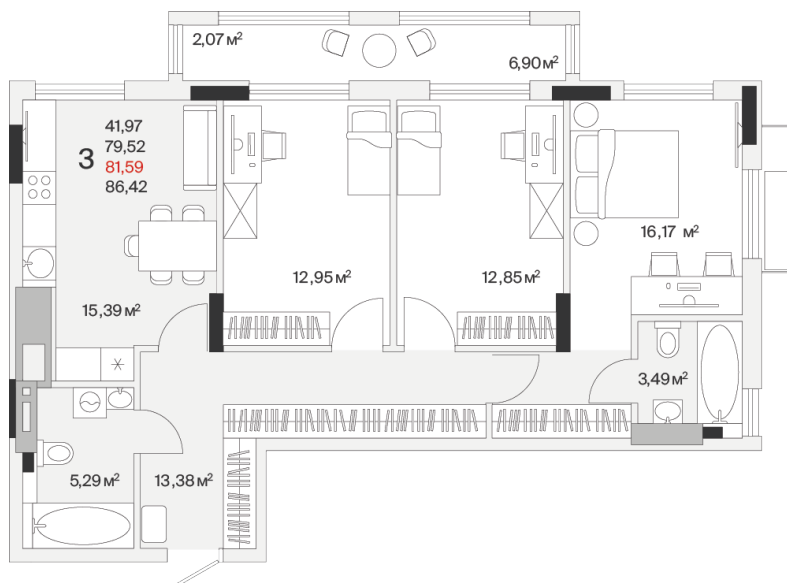 2,07 м²
6,90 м²
3
41,97
79,52
81,59
86,42
12,95 м²
12,85 м²
16,17 м²
15,39 м²
3,49 м²
5,29 м²
13,38 м²